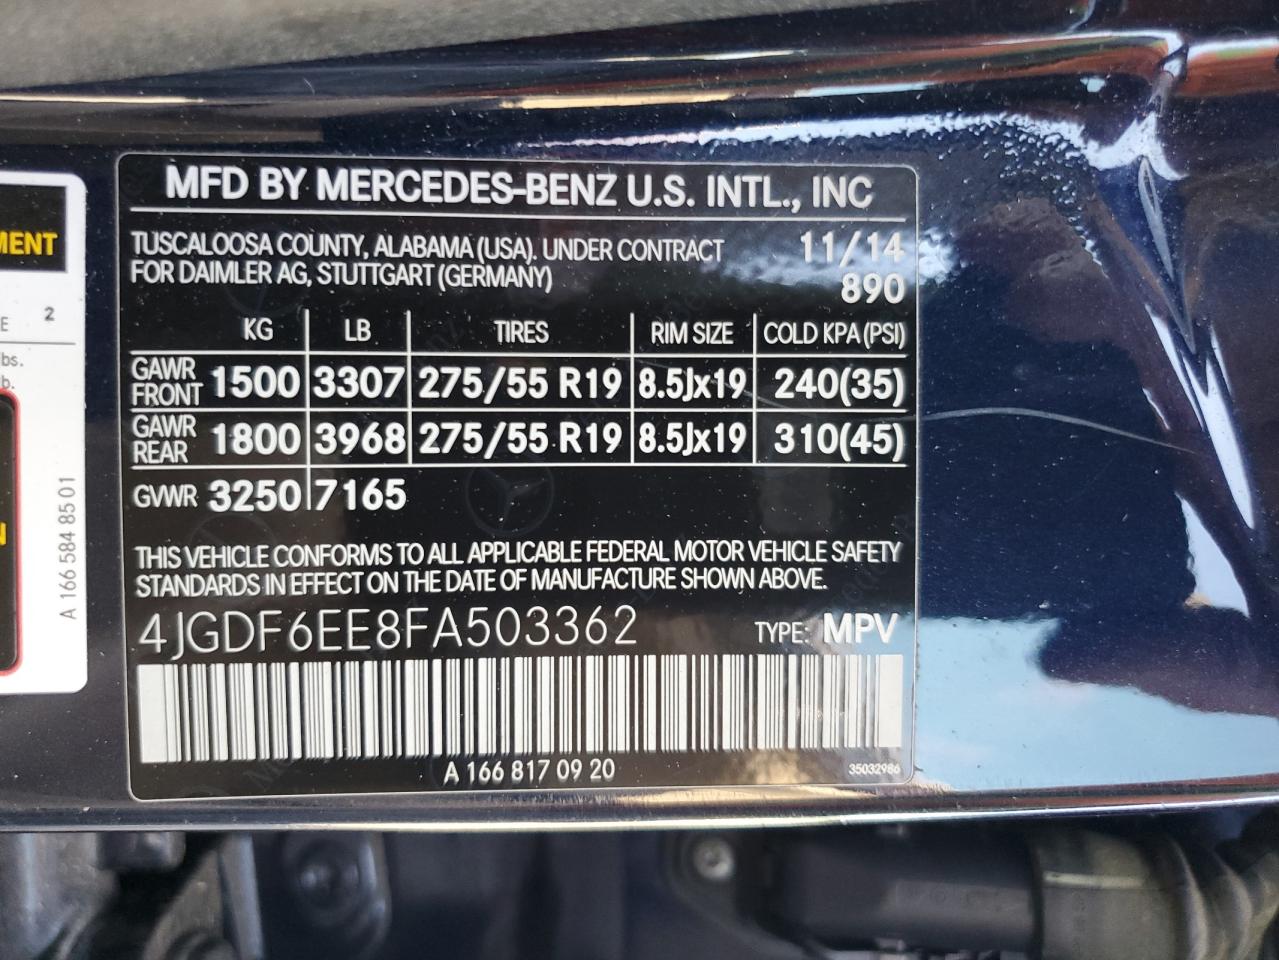 MFD BY MERCEDES-BENZ U.S. INTL., INC
TUSCALOOSA COUNTY, ALABAMA (USA). UNDER CONTRACT 11/14
FOR DAIMLER AG, STUTTGART (GERMANY) 890
KG LB TIRES RIM SIZE COLD KPA (PSI)
GAWR FRONT 1500 3307 275/55 R19 8.5Jx19 240(35)
GAWR REAR 1800 3968 275/55 R19 8.5Jx19 310(45)
GVWR 3250 7165
THIS VEHICLE CONFORMS TO ALL APPLICABLE FEDERAL MOTOR VEHICLE SAFETY
STANDARDS IN EFFECT ON THE DATE OF MANUFACTURE SHOWN ABOVE.
4JGDF6EE8FA503362 TYPE: MPV
A 166 817 09 20 35032986
MENT
E 2
lbs.
b.
N
A 166 584 85 01